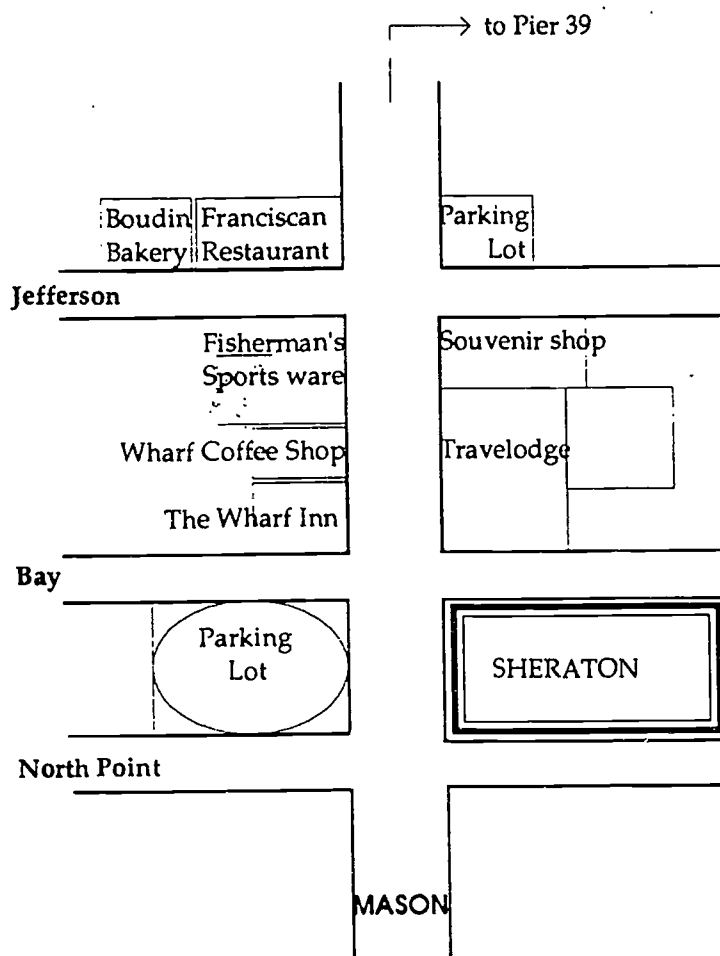 to Pier 39
Boudin
Bakery
Franciscan
Restaurant
Parking
Lot
Jefferson
Fisherman's
Sports ware
Souvenir shop
Wharf Coffee Shop
Travelodge
The Wharf Inn
Bay
Parking
Lot
SHERATON
North Point
MASON